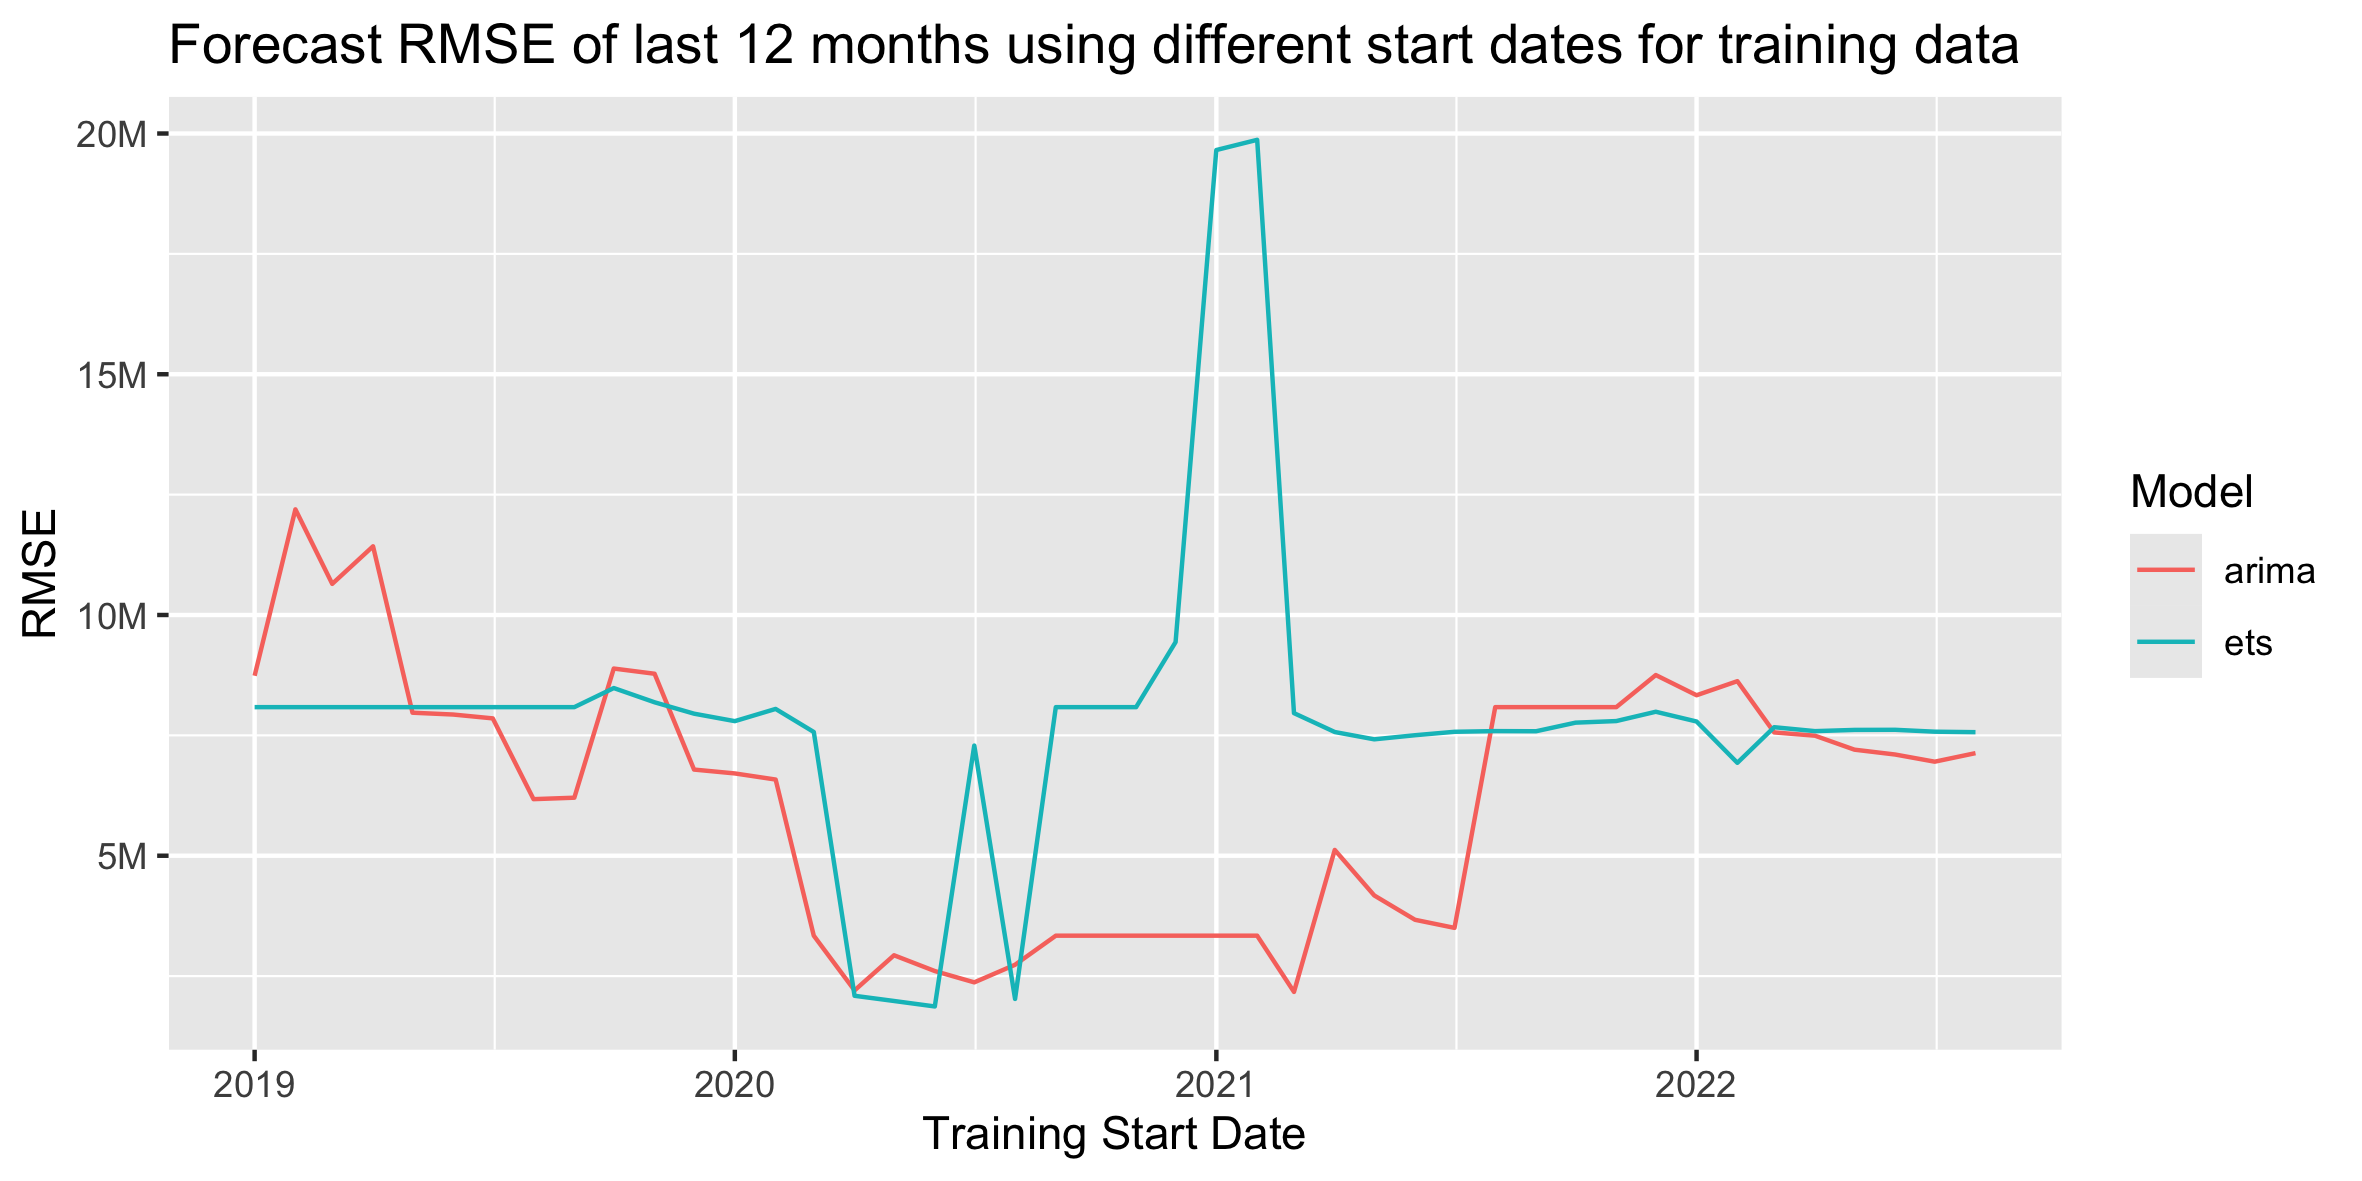 Forecast RMSE of last 12 months using different start dates for training data
20M
15M
10M
5M
RMSE
2019
2020
2021
2022
Training Start Date
Model
arima
ets